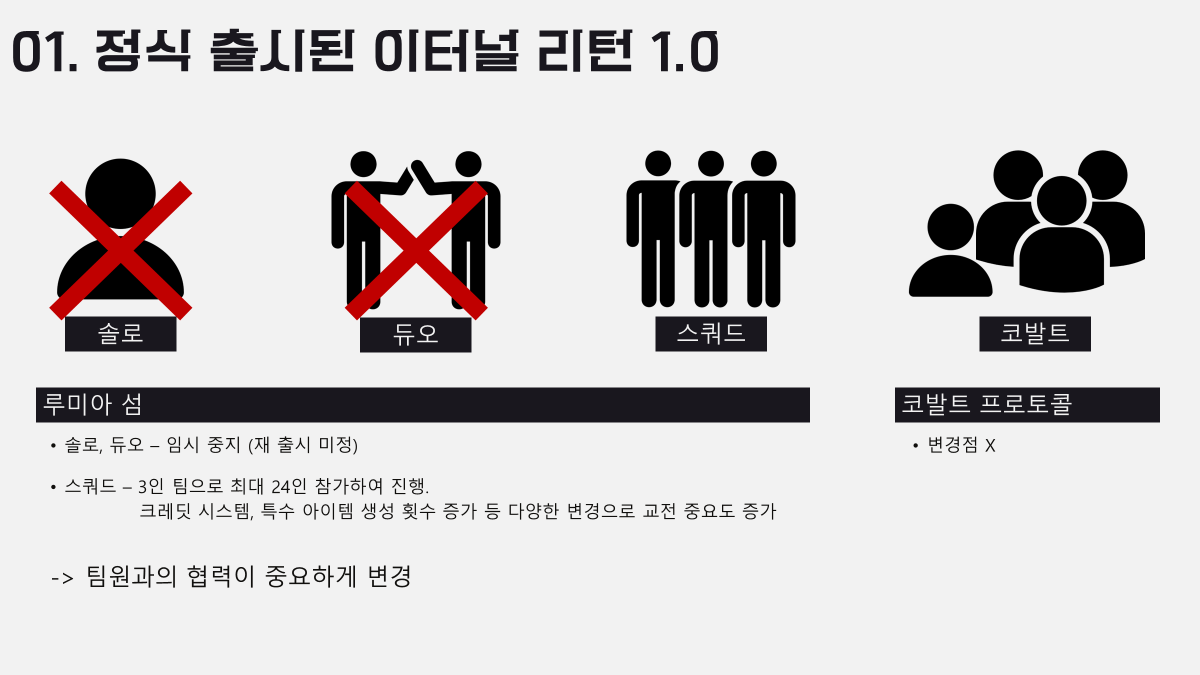 01. 정식 출시된 이터널 리턴 1.0
솔로
듀오
스쿼드
코발트
루미아 섬
• 솔로, 듀오 – 임시 중지 (재 출시 미정)
• 스쿼드 – 3인 팀으로 최대 24인 참가하여 진행.
크레딧 시스템, 특수 아이템 생성 횟수 증가 등 다양한 변경으로 교전 중요도 증가
-> 팀원과의 협력이 중요하게 변경
코발트 프로토콜
• 변경점 X